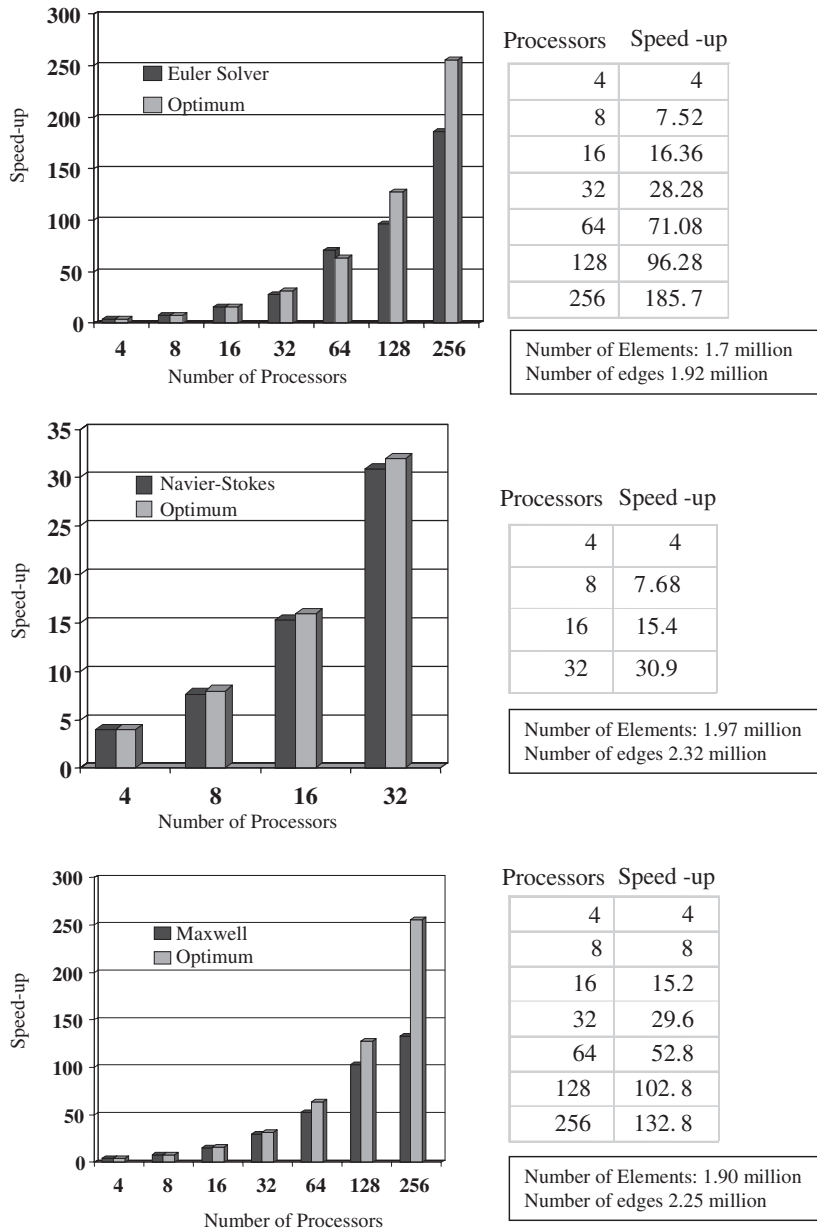 300
250
200
150
100
50
0
Speed-up
Euler Solver
Optimum
4 8 16 32 64 128 256
Number of Processors
Processors Speed -up
4 4
8 7.52
16 16.36
32 28.28
64 71.08
128 96.28
256 185.7
Number of Elements: 1.7 million
Number of edges 1.92 million
35
30
25
20
15
10
5
0
Speed-up
Navier-Stokes
Optimum
4 8 16 32
Number of Processors
Processors Speed -up
4 4
8 7.68
16 15.4
32 30.9
Number of Elements: 1.97 million
Number of edges 2.32 million
300
250
200
150
100
50
0
Speed-up
Maxwell
Optimum
4 8 16 32 64 128 256
Number of Processors
Processors Speed -up
4 4
8 8
16 15.2
32 29.6
64 52.8
128 102. 8
256 132. 8
Number of Elements: 1.90 million
Number of edges 2.25 million